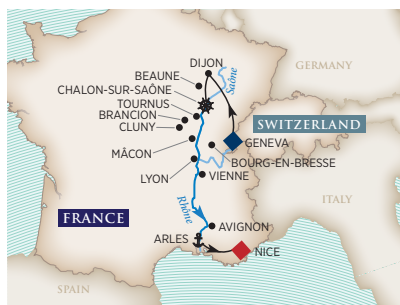 DIJON
BEAUNE
Saône
GERMANY
CHALON-SUR-SAÔNE
TOURNUS
BRANCION
CLUNY
SWITZERLAND
GENEVA
MÂCON
BOURG-EN-BRESSE
LYON
VIENNE
ITALY
Rhône
FRANCE
AVIGNON
ARLES
NICE
SPAIN